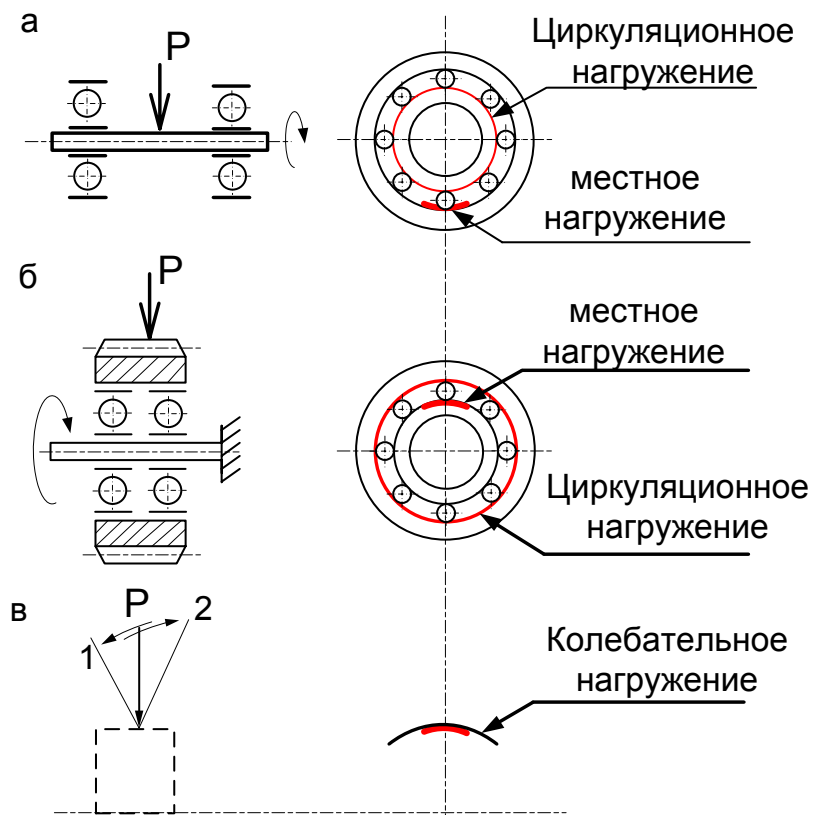 а
P
Циркуляционное
нагружение
местное
нагружение
б
P
местное
нагружение
Циркуляционное
нагружение
в
P
1
2
Колебательное
нагружение